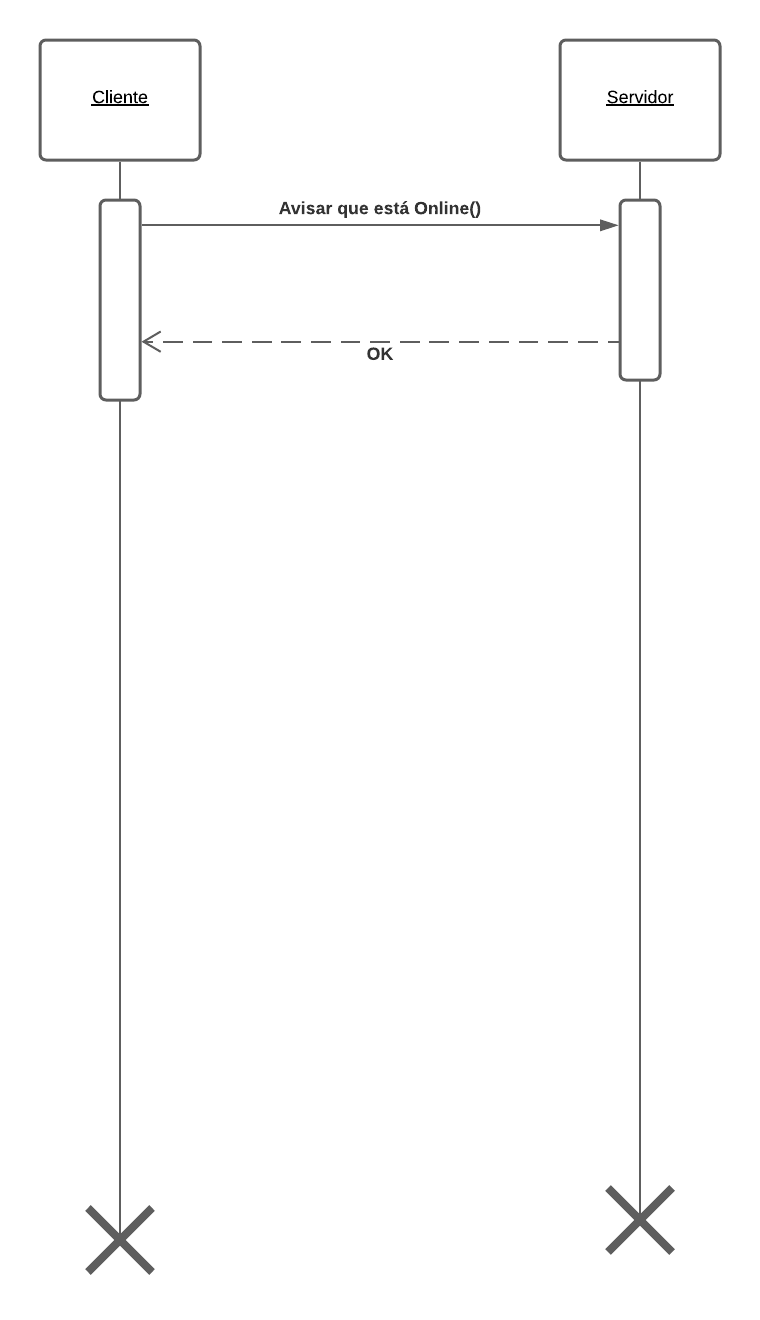 Cliente
Servidor
Avisar que está Online()
OK